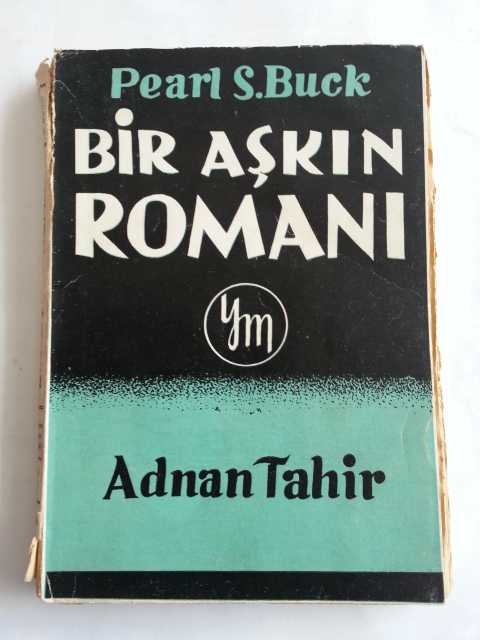 Pearl S. Buck
BİR AŞKIN
ROMANI
ym
Adnan Tahir